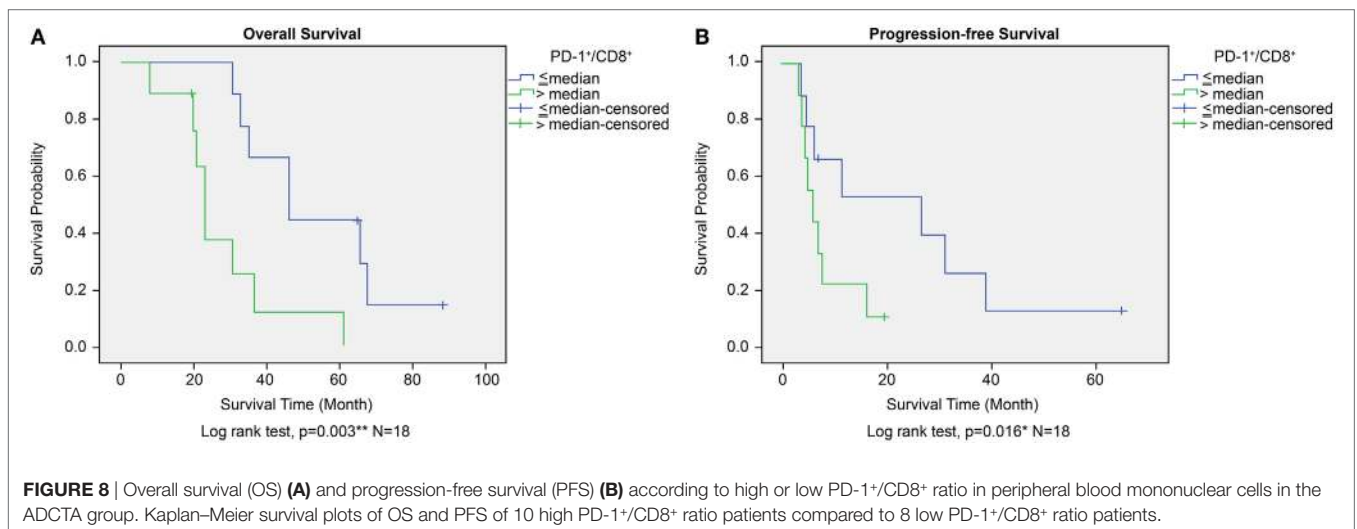 A
Overall Survival
PD-1⁺/CD8⁺
≤median
> median
≤median-censored
> median-censored
Survival Probability
1.0
0.8
0.6
0.4
0.2
0.0
0 20 40 60 80 100
Survival Time (Month)
Log rank test, p=0.003** N=18
B
Progression-free Survival
PD-1⁺/CD8⁺
≤median
> median
≤median-censored
> median-censored
Survival Probability
1.0
0.8
0.6
0.4
0.2
0.0
0 20 40 60
Survival Time (Month)
Log rank test, p=0.016* N=18
FIGURE 8 | Overall survival (OS) (A) and progression-free survival (PFS) (B) according to high or low PD-1⁺/CD8⁺ ratio in peripheral blood mononuclear cells in the
ADCTA group. Kaplan–Meier survival plots of OS and PFS of 10 high PD-1⁺/CD8⁺ ratio patients compared to 8 low PD-1⁺/CD8⁺ ratio patients.